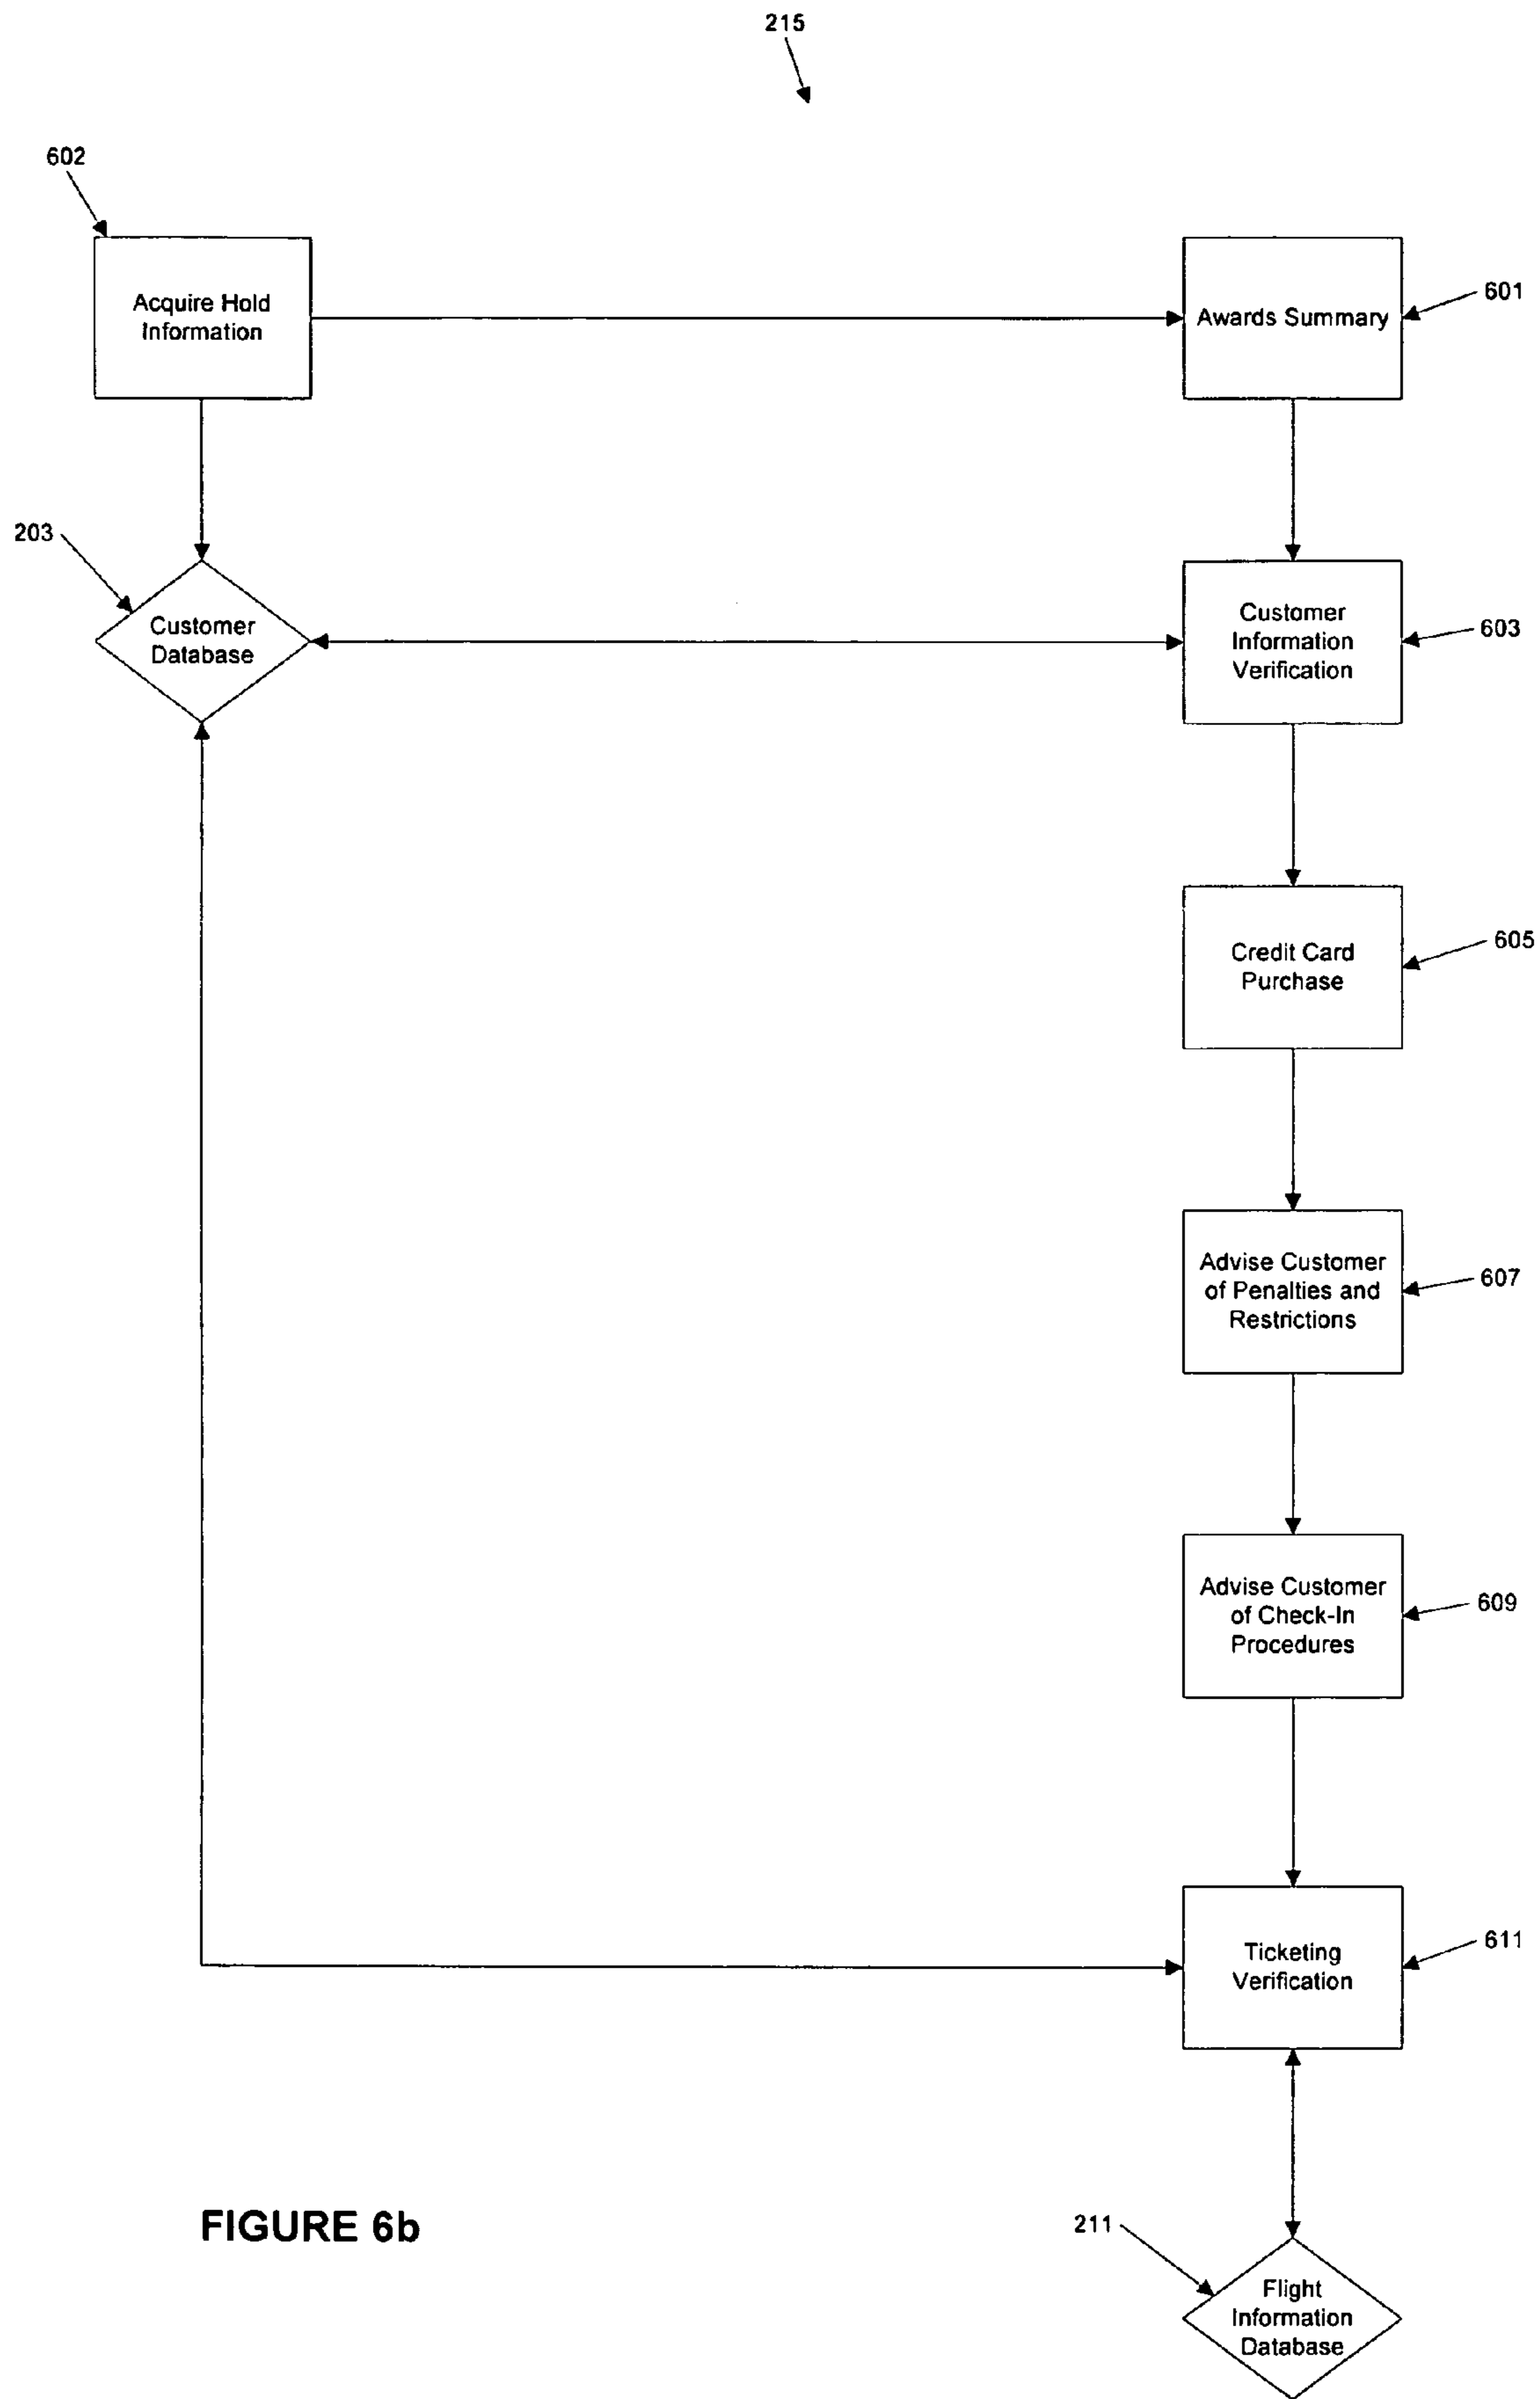 215
602
Acquire Hold
Information
Awards Summary
601
203
Customer
Database
Customer
Information
Verification
603
Credit Card
Purchase
605
Advise Customer
of Penalties and
Restrictions
607
Advise Customer
of Check-In
Procedures
609
Ticketing
Verification
611
FIGURE 6b
211
Flight
Information
Database